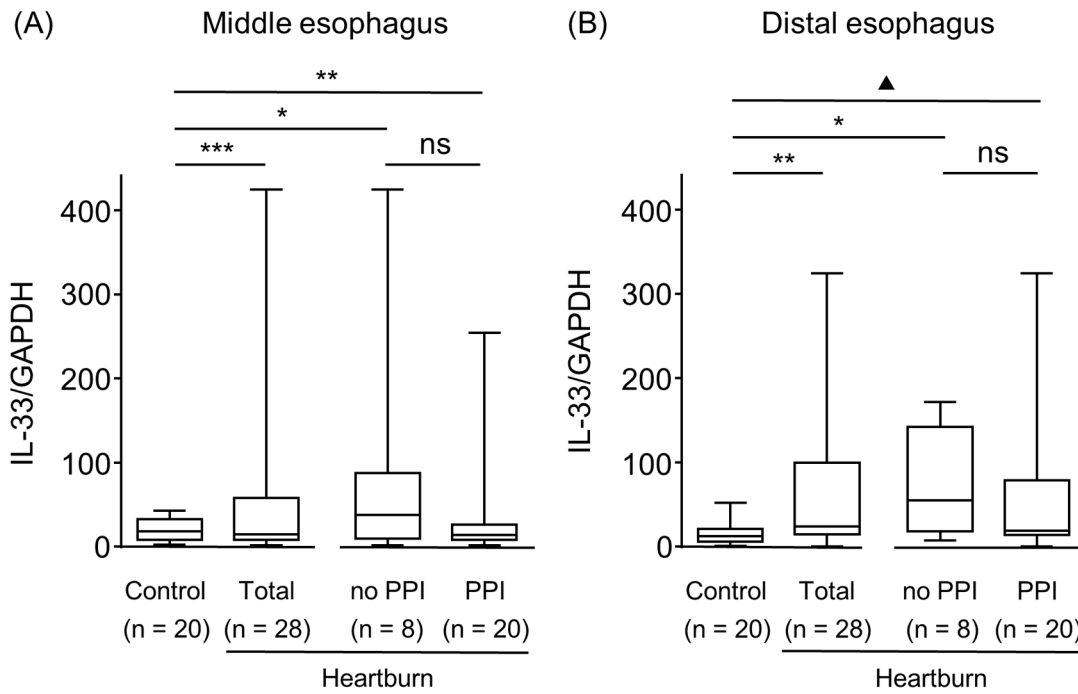 (A) Middle esophagus
**
*
***
ns
IL-33/GAPDH
400
300
200
100
0
Control Total no PPI PPI
(n = 20) (n = 28) (n = 8) (n = 20)
Heartburn
(B) Distal esophagus
▲
*
**
ns
IL-33/GAPDH
400
300
200
100
0
Control Total no PPI PPI
(n = 20) (n = 28) (n = 8) (n = 20)
Heartburn